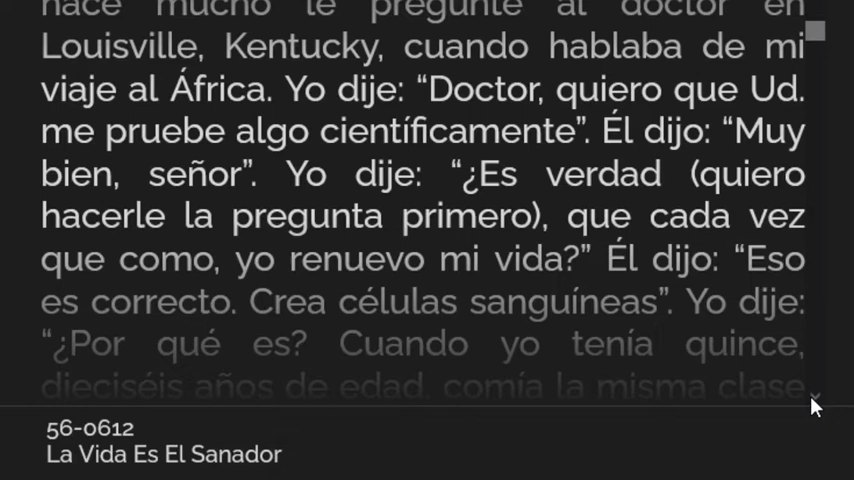 hace mucho le pregunté al doctor en
Louisville, Kentucky, cuando hablaba de mi
viaje al África. Yo dije: “Doctor, quiero que Ud.
me pruebe algo científicamente”. Él dijo: “Muy
bien, señor”. Yo dije: “¿Es verdad (quiero
hacerle la pregunta primero), que cada vez
que como, yo renuevo mi vida?” Él dijo: “Eso
es correcto. Crea células sanguíneas”. Yo dije:
“¿Por qué es? Cuando yo tenía quince,
dieciséis años de edad, comía la misma clase
56-0612
La Vida Es El Sanador